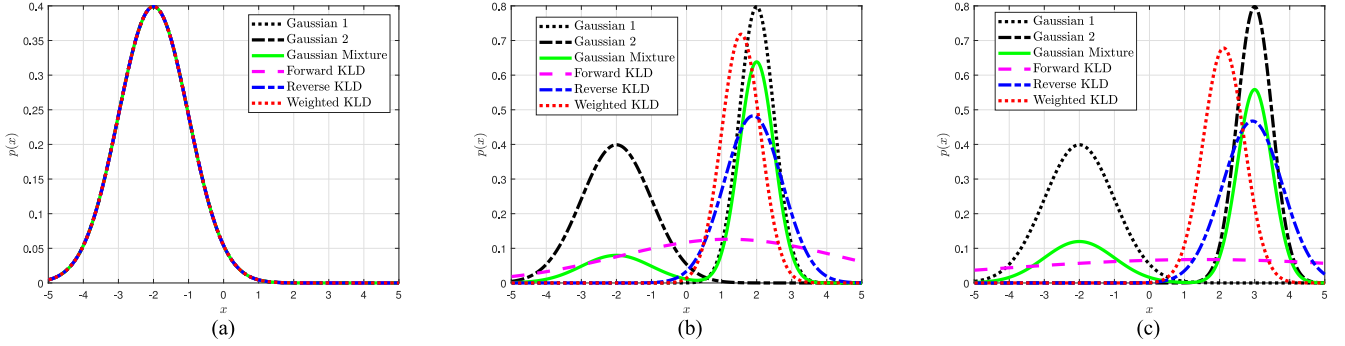 0.4
0.35
0.3
0.25
0.2
0.15
0.1
0.05
0
p(x)
-5 -4 -3 -2 -1 0 1 2 3 4 5
x
Gaussian 1
Gaussian 2
Gaussian Mixture
Forward KLD
Reverse KLD
Weighted KLD
(a)
0.8
0.7
0.6
0.5
0.4
0.3
0.2
0.1
0
p(x)
-5 -4 -3 -2 -1 0 1 2 3 4 5
x
Gaussian 1
Gaussian 2
Gaussian Mixture
Forward KLD
Reverse KLD
Weighted KLD
(b)
0.8
0.7
0.6
0.5
0.4
0.3
0.2
0.1
0
p(x)
-5 -4 -3 -2 -1 0 1 2 3 4 5
x
Gaussian 1
Gaussian 2
Gaussian Mixture
Forward KLD
Reverse KLD
Weighted KLD
(c)